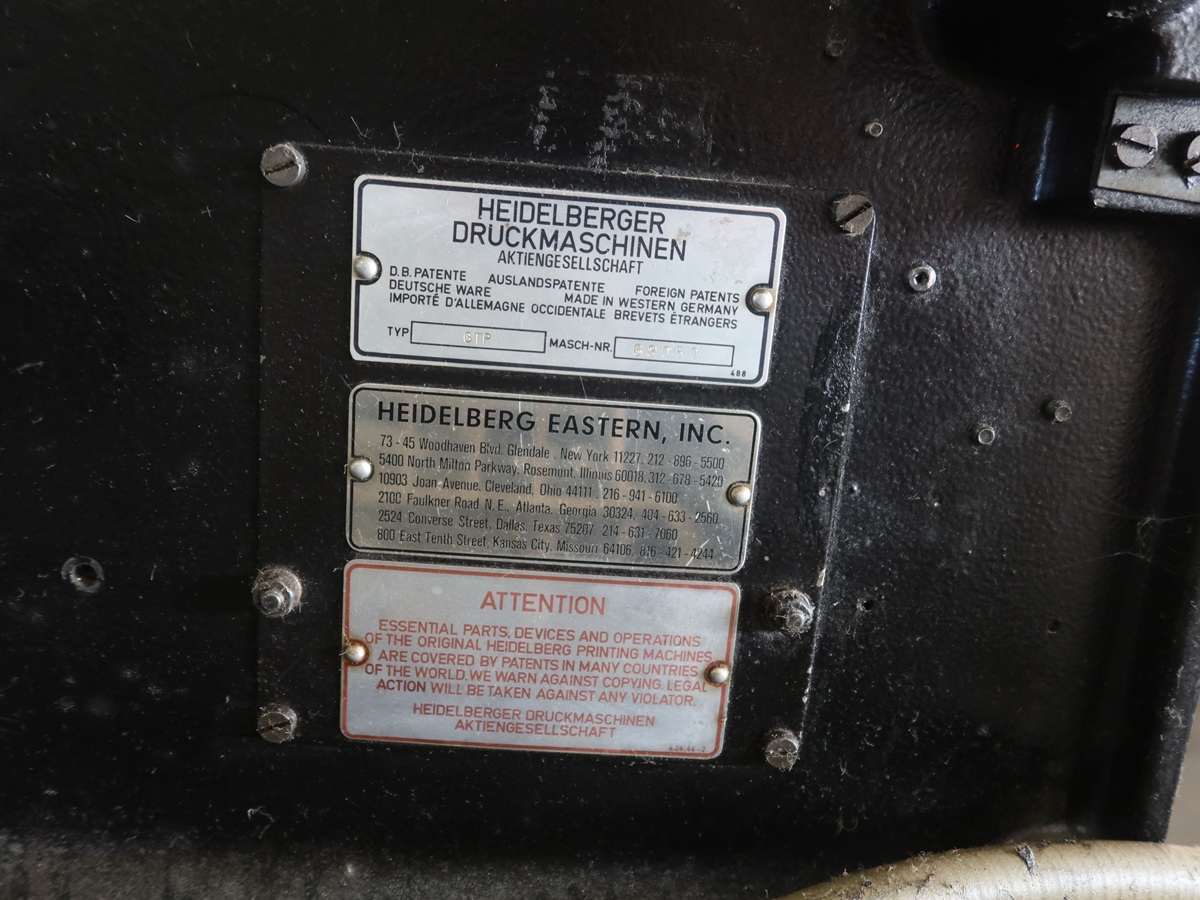 HEIDELBERGER
DRUCKMASCHINEN
AKTIENGESELLSCHAFT
D.B. PATENTE AUSLANDSPATENTE FOREIGN PATENTS
DEUTSCHE WARE MADE IN WESTERN GERMANY
IMPORTÉ D'ALLEMAGNE OCCIDENTALE BREVETS ÉTRANGERS
TYP GTP MASCH-NR.
488
HEIDELBERG EASTERN, INC.
73 - 45 Woodhaven Blvd. Glendale . New York 11227. 212 - 896 - 5500
5400 North Milton Parkway. Rosemont, Illinois 60018. 312 - 678 - 5420
10903 Joan Avenue, Cleveland, Ohio 44111 216 - 941 - 6100
2100 Faulkner Road N.E., Atlanta, Georgia 30324, 404 - 633 - 2560
2524 Converse Street, Dallas, Texas 75207 214 - 631 - 7060
800 East Tenth Street, Kansas City, Missouri 64106, 816 - 421 - 4244
ATTENTION
ESSENTIAL PARTS, DEVICES AND OPERATIONS
OF THE ORIGINAL HEIDELBERG PRINTING MACHINES
ARE COVERED BY PATENTS IN MANY COUNTRIES
OF THE WORLD. WE WARN AGAINST COPYING. LEGAL
ACTION WILL BE TAKEN AGAINST ANY VIOLATOR.
HEIDELBERGER DRUCKMASCHINEN
AKTIENGESELLSCHAFT